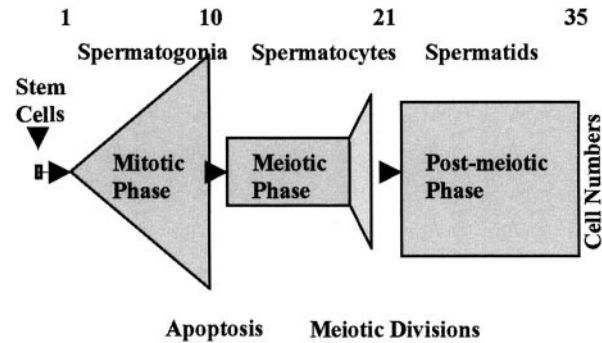 1 10 21 35
Spermatogonia Spermatocytes Spermatids
Stem
Cells
Mitotic
Phase
Meiotic
Phase
Post-meiotic
Phase
Cell Numbers
Apoptosis Meiotic Divisions